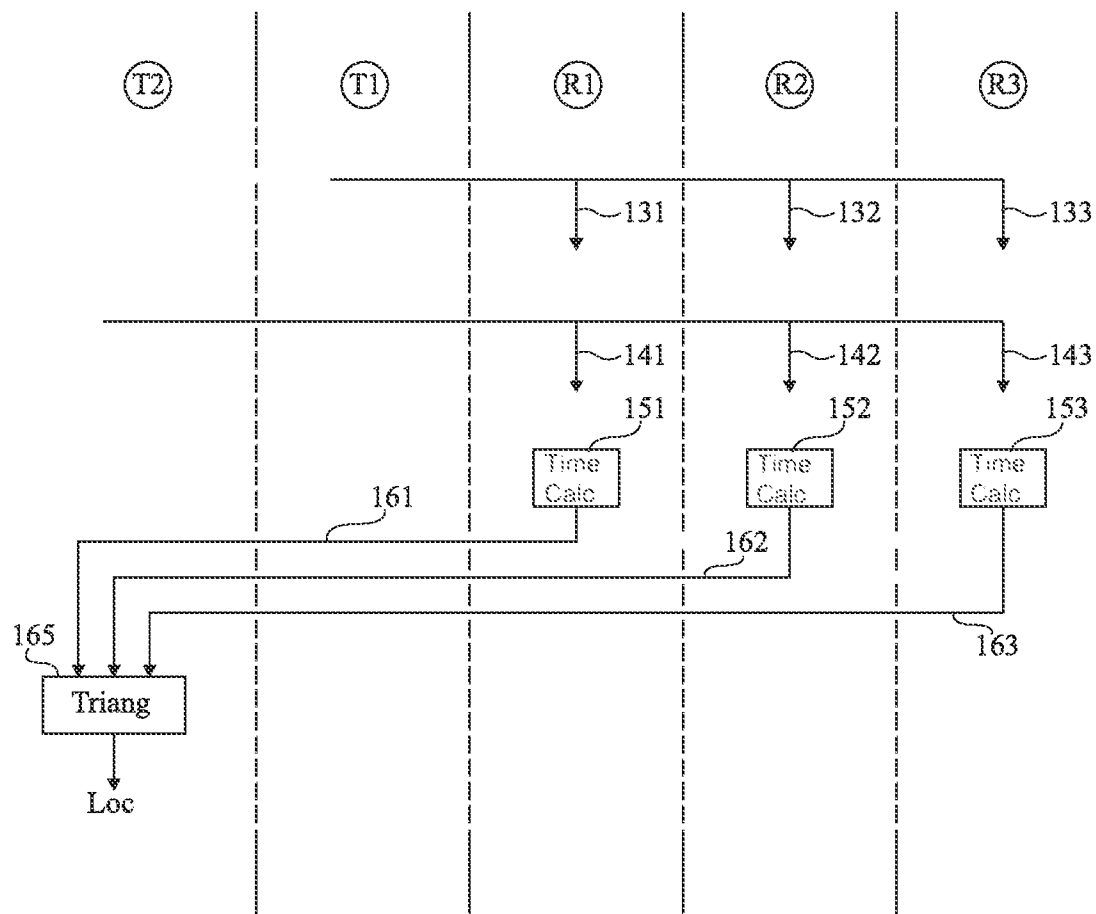 T2 T1 R1 R2 R3
131 132 133
141 142 143
151 152 153
Time Calc
Time Calc
Time Calc
161
162
163
165
Triang
Loc